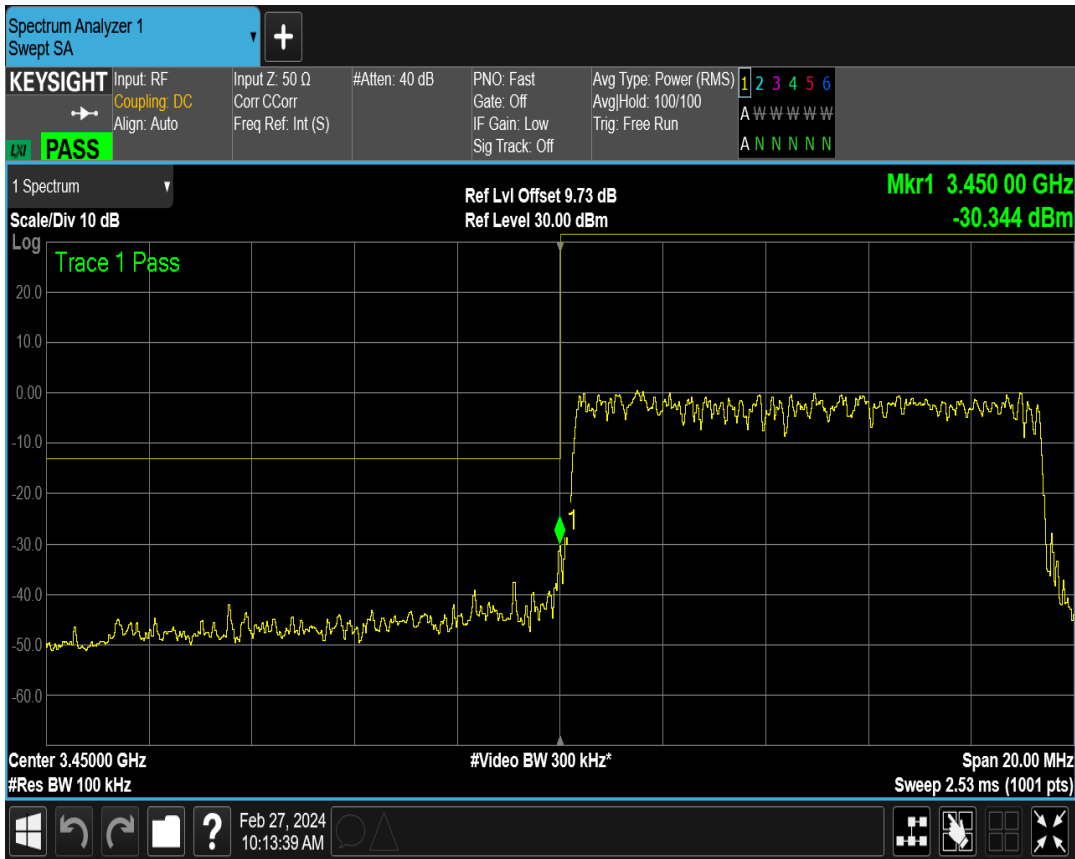 Spectrum Analyzer 1
Swept SA
KEYSIGHT
LXI PASS
Input: RF
Coupling: DC
Align: Auto
Input Z: 50 Ω
Corr CCorr
Freq Ref: Int (S)
#Atten: 40 dB
PNO: Fast
Gate: Off
IF Gain: Low
Sig Track: Off
Avg Type: Power (RMS)
Avg|Hold: 100/100
Trig: Free Run
1 2 3 4 5 6
A W W W W W
A N N N N N
1 Spectrum
Scale/Div 10 dB
Ref Lvl Offset 9.73 dB
Ref Level 30.00 dBm
Mkr1 3.450 00 GHz
-30.344 dBm
Log
Trace 1 Pass
20.0
10.0
0.00
-10.0
-20.0
1
-30.0
-40.0
-50.0
-60.0
Center 3.45000 GHz
#Res BW 100 kHz
#Video BW 300 kHz*
Span 20.00 MHz
Sweep 2.53 ms (1001 pts)
?
Feb 27, 2024
10:13:39 AM